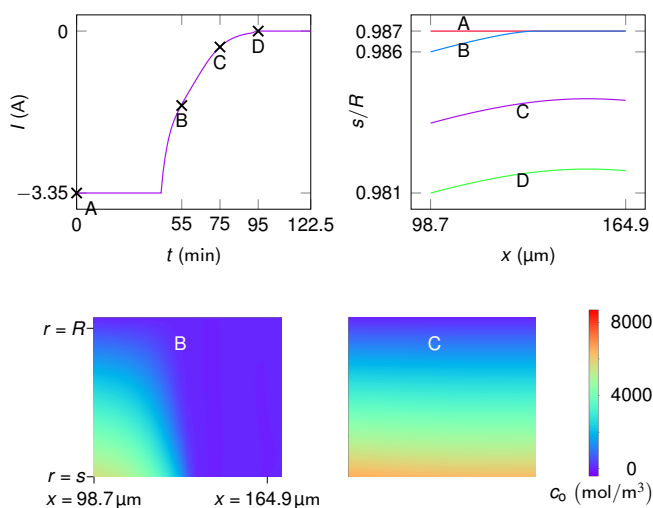 0
I (A)
−3.35
A
B
C
D
0
55
75
95
122.5
t (min)
0.987
0.986
s/R
0.981
A
B
C
D
98.7
164.9
x (µm)
r = R
B
r = s
x = 98.7 µm
x = 164.9 µm
C
8000
4000
0
c₀ (mol/m³)